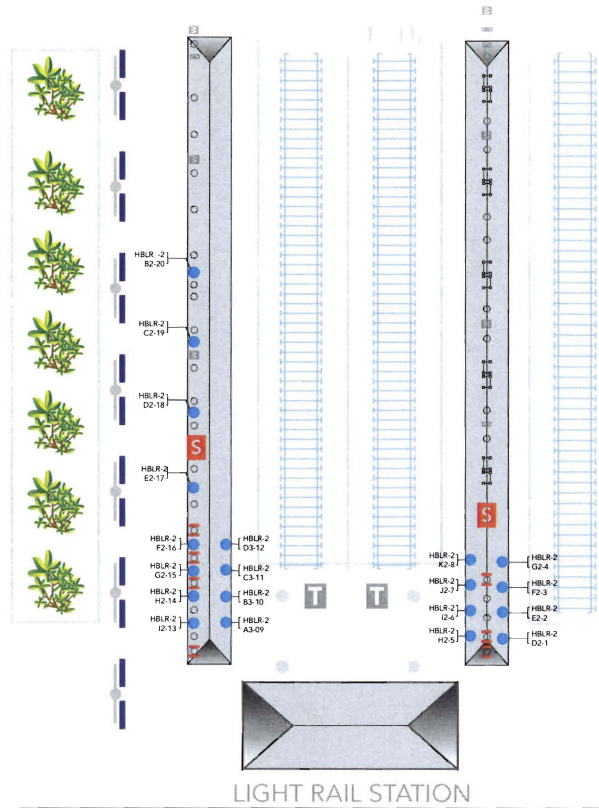 HBLR -2
B2-20
HBLR-2
C2-19
HBLR-2
D2-18
S
HBLR-2
E2-17
S
HBLR-2
F2-16
HBLR-2
D3-12
HBLR-2
G2-15
HBLR-2
C3-11
HBLR-2
H2-14
HBLR-2
B3-10
HBLR-2
I2-13
HBLR-2
A3-09
HBLR-2
K2-8
HBLR-2
G2-4
HBLR-2
J2-7
HBLR-2
F2-3
HBLR-2
I2-6
HBLR-2
E2-2
HBLR-2
H2-5
HBLR-2
D2-1
T T
LIGHT RAIL STATION